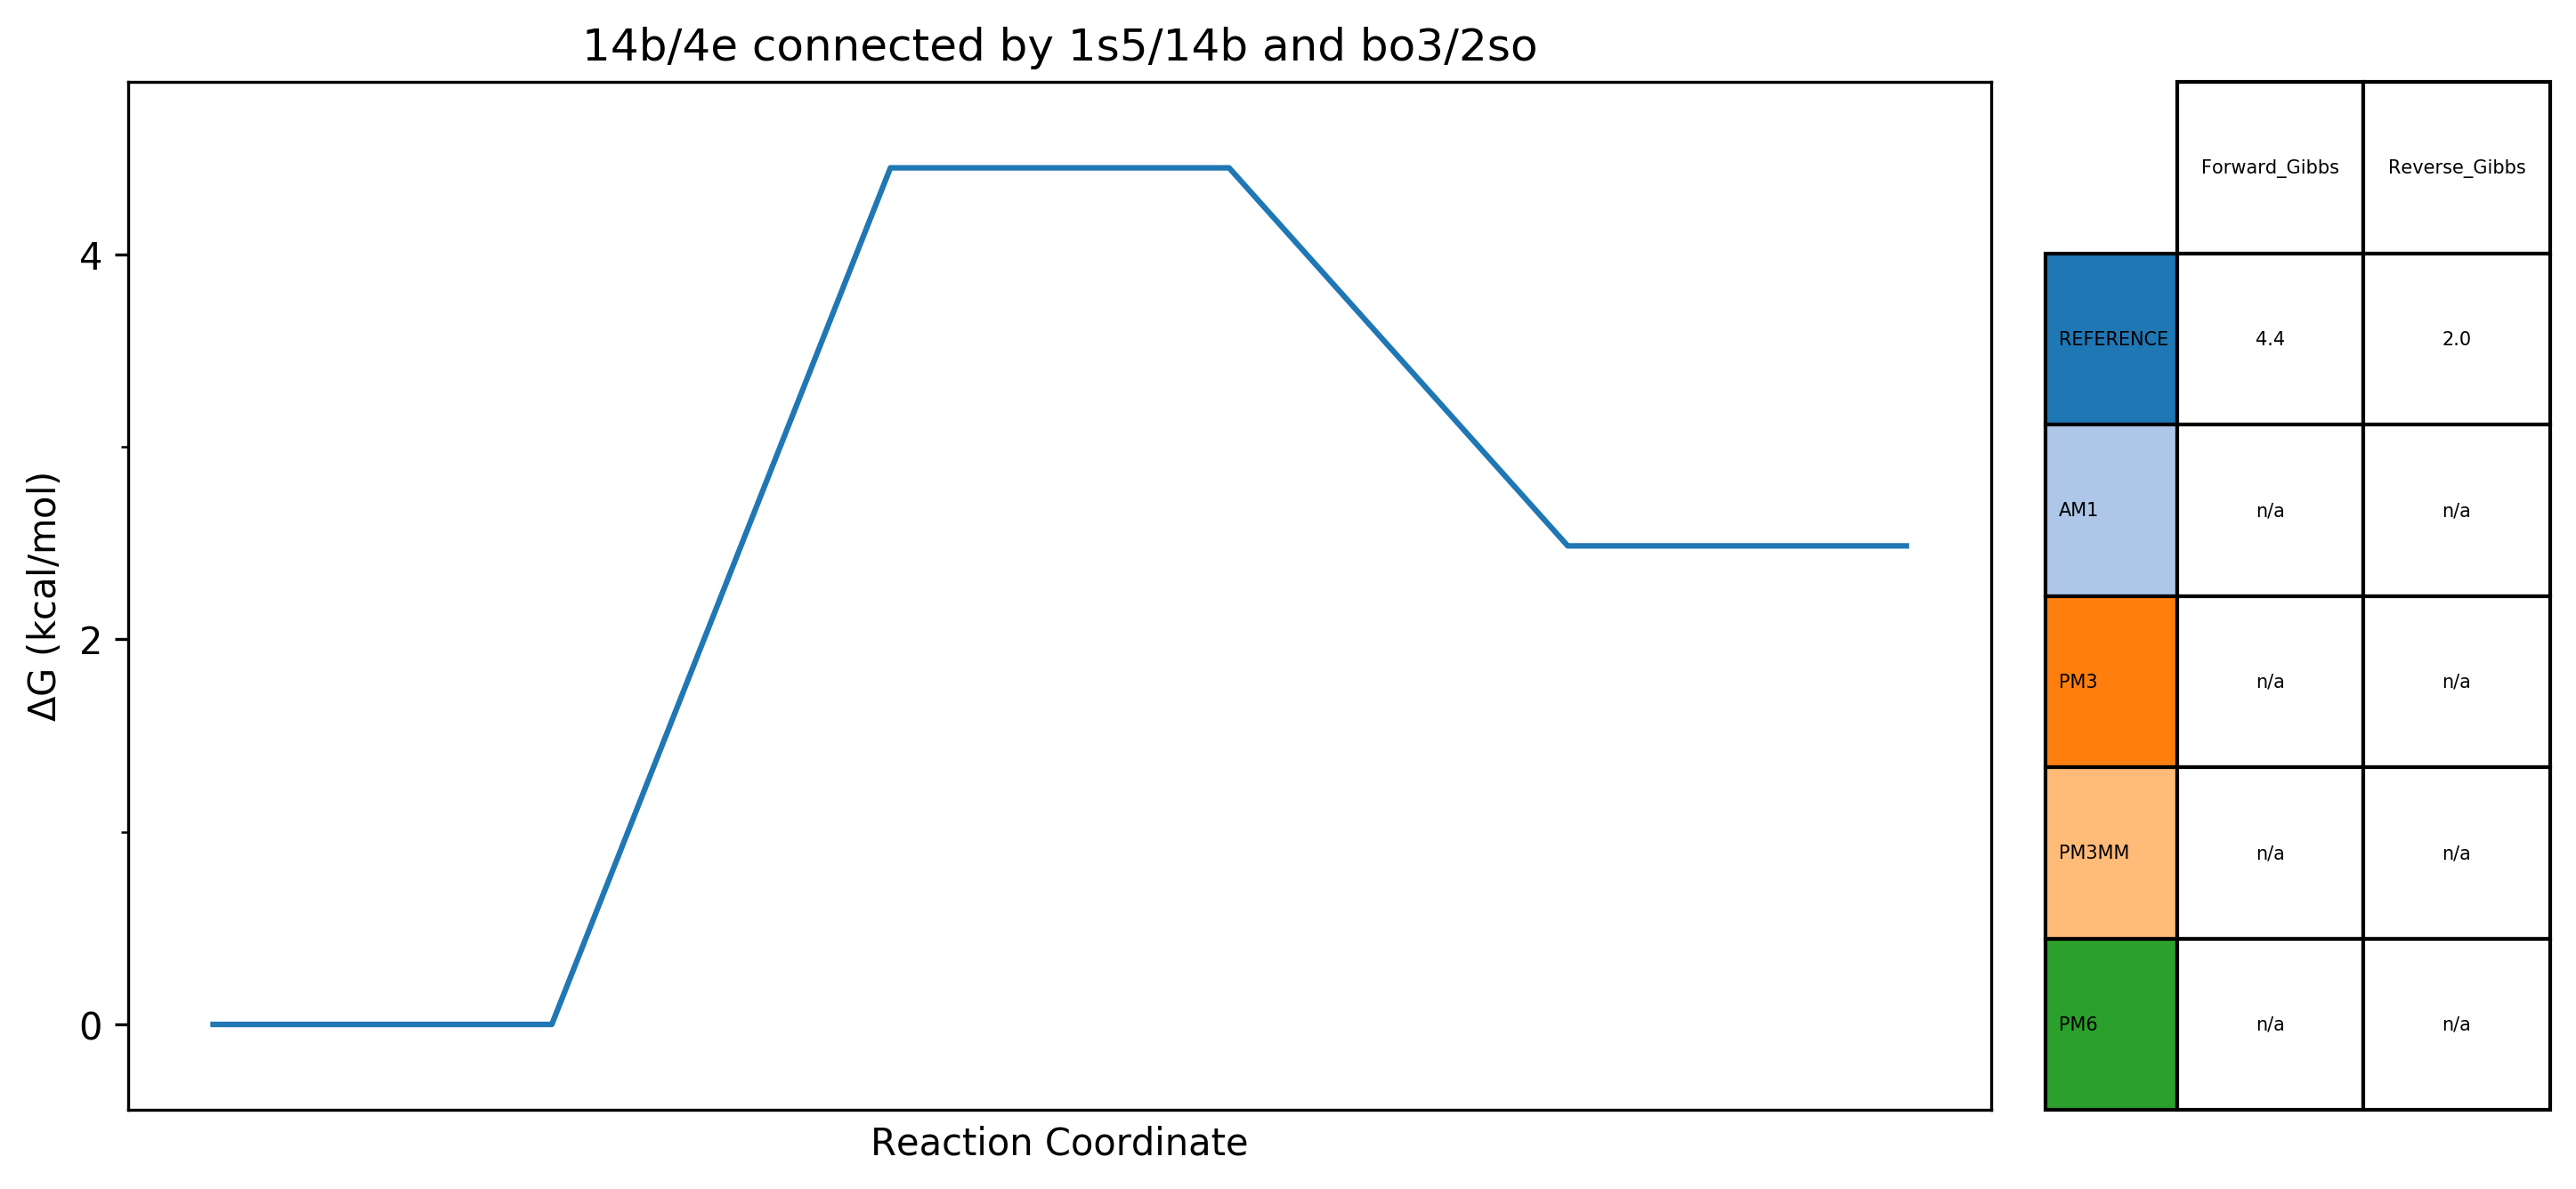 14b/4e connected by 1s5/14b and bo3/2so
ΔG (kcal/mol)
4
2
0
Reaction Coordinate
Forward_Gibbs Reverse_Gibbs
REFERENCE 4.4 2.0
AM1 n/a n/a
PM3 n/a n/a
PM3MM n/a n/a
PM6 n/a n/a